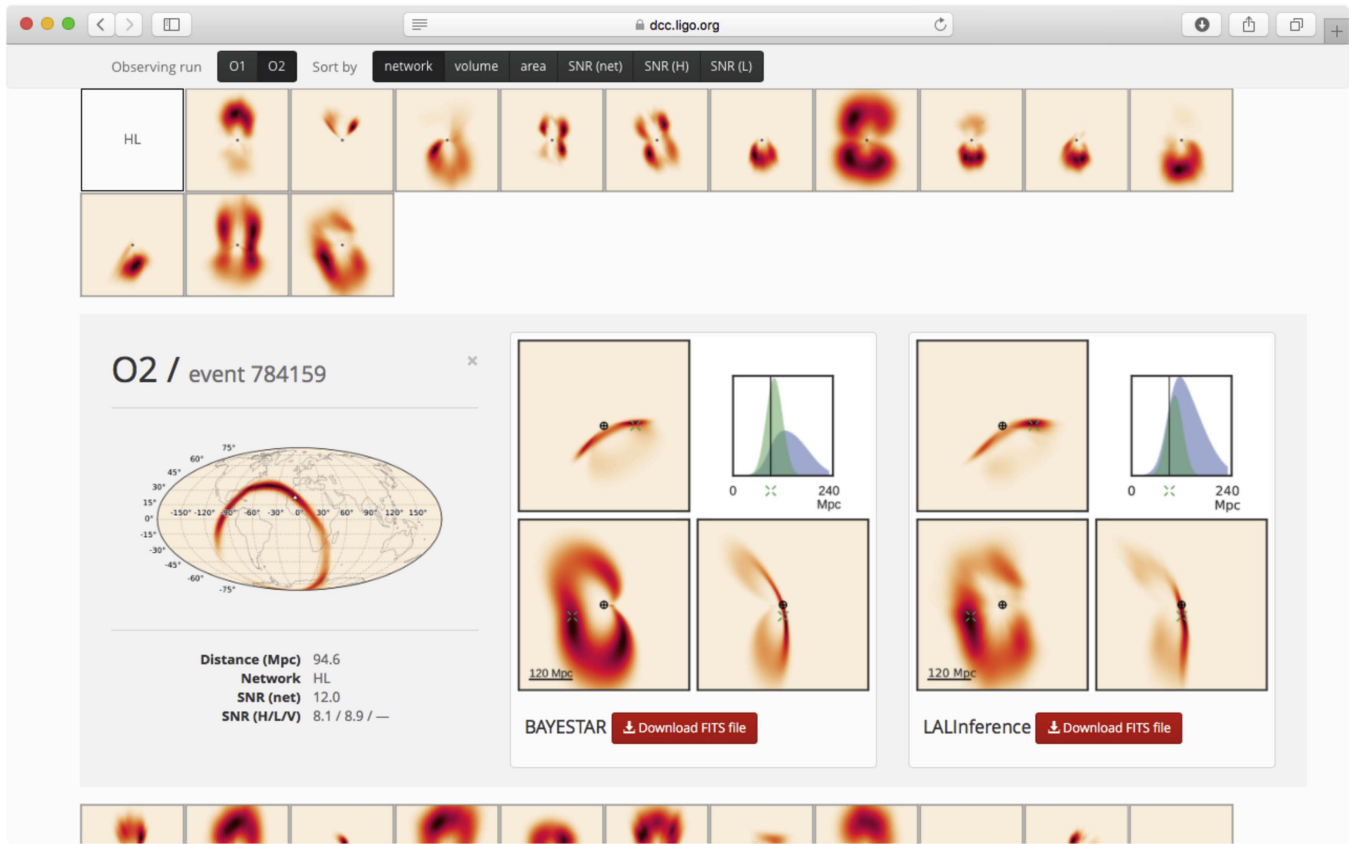 dcc.ligo.org
Observing run O1 O2 Sort by network volume area SNR (net) SNR (H) SNR (L)
HL
O2 / event 784159
×
75°
60°
45°
30°
15°
0°
-15°
-30°
-45°
-60°
-75°
-150° -120° -90° -60° -30° 0° 30° 60° 90° 120° 150°
Distance (Mpc) 94.6
Network HL
SNR (net) 12.0
SNR (H/L/V) 8.1 / 8.9 / —
0 240
Mpc
120 Mpc
BAYESTAR Download FITS file
0 240
Mpc
120 Mpc
LALInference Download FITS file